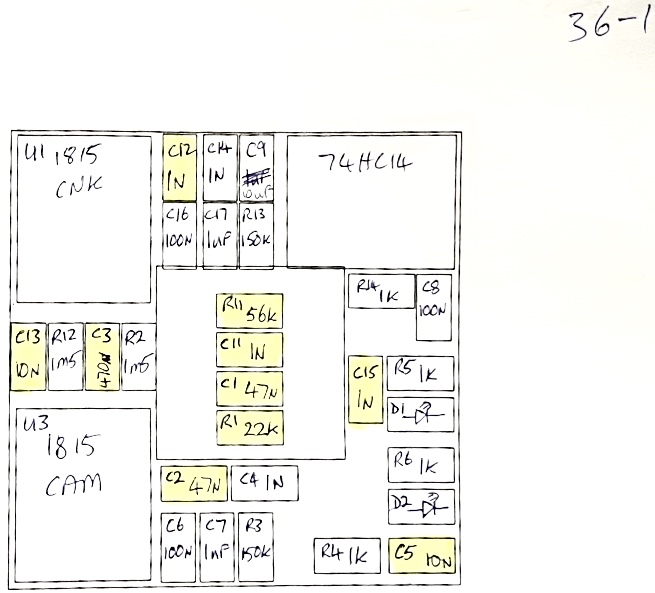 36-1
U1 1815
CNK
C12
1N
C14
1N
C9
10uF
74HC14
C16
100N
C17
1uF
R13
150K
R14 1K
C8
100N
R11 56K
C11 1N
C1 47N
R1 22K
C13
10N
R12
1m5
C3
470N
R2
1m5
C15
1N
R5 1K
D1
U3
1815
CAM
R6 1K
D2
C2 47N
C4 1N
C6
100N
C7
1nF
R3
150K
R4 1K
C5 10N